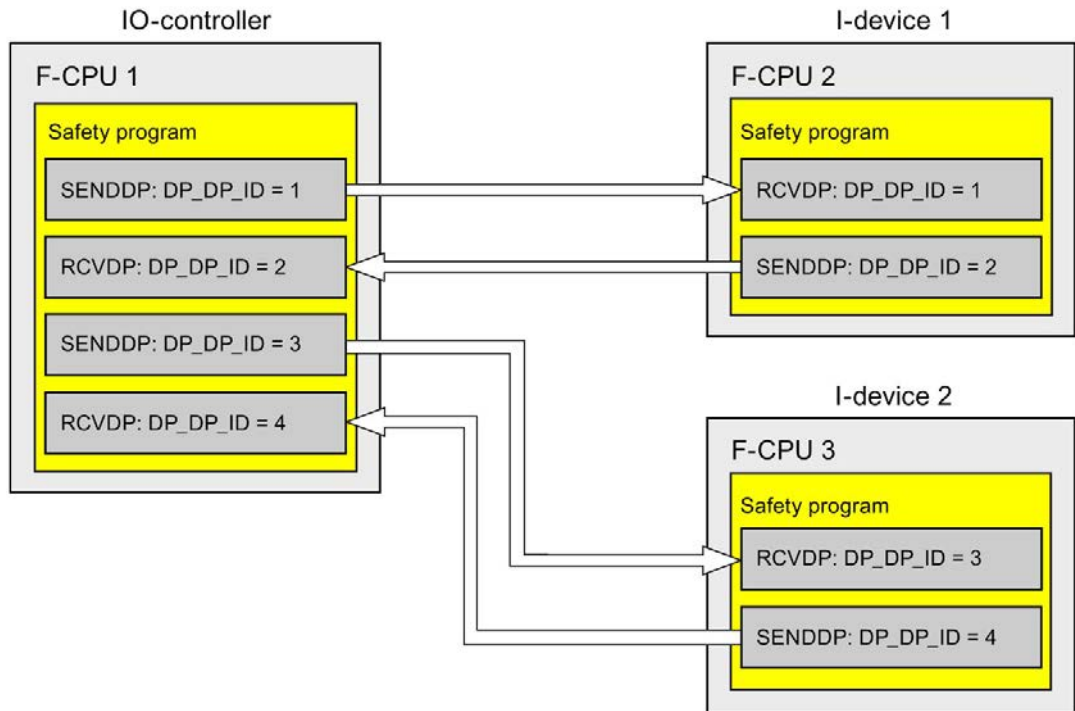 IO-controller
F-CPU 1
Safety program
SENDDP: DP_DP_ID = 1
RCVDP: DP_DP_ID = 2
SENDDP: DP_DP_ID = 3
RCVDP: DP_DP_ID = 4
I-device 1
F-CPU 2
Safety program
RCVDP: DP_DP_ID = 1
SENDDP: DP_DP_ID = 2
I-device 2
F-CPU 3
Safety program
RCVDP: DP_DP_ID = 3
SENDDP: DP_DP_ID = 4